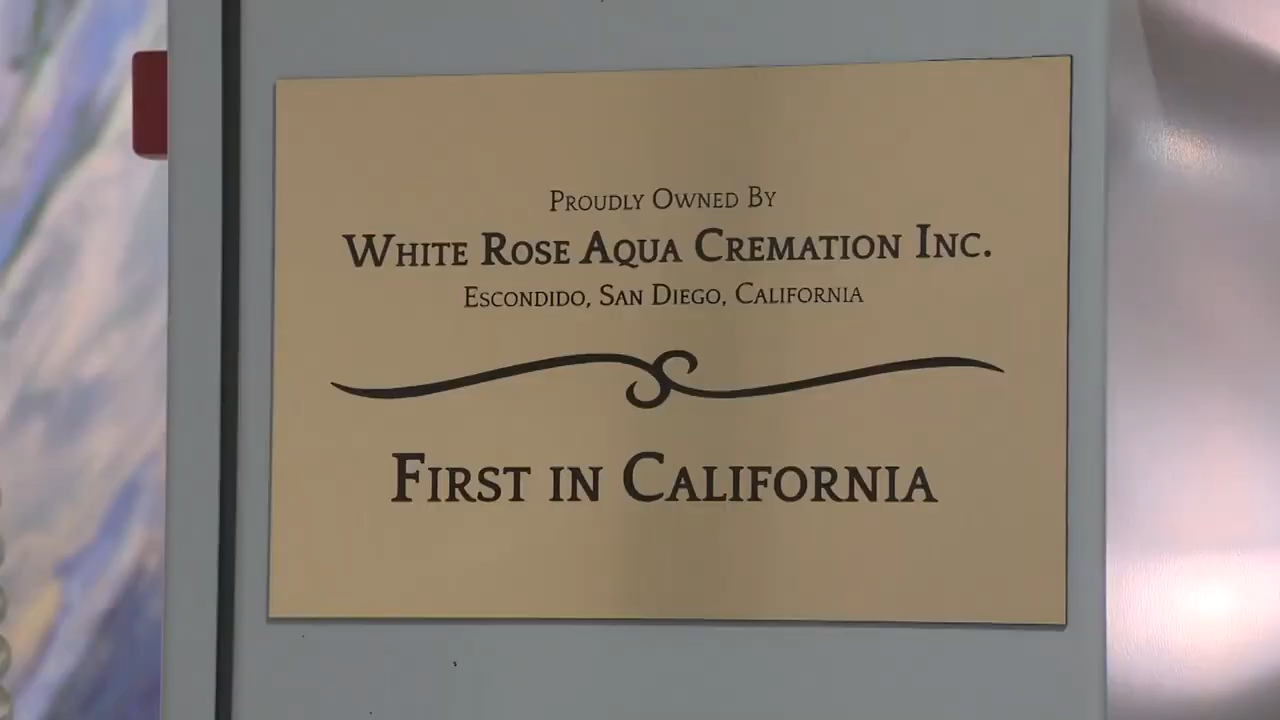 Proudly Owned By
White Rose Aqua Cremation Inc.
Escondido, San Diego, California
First in California